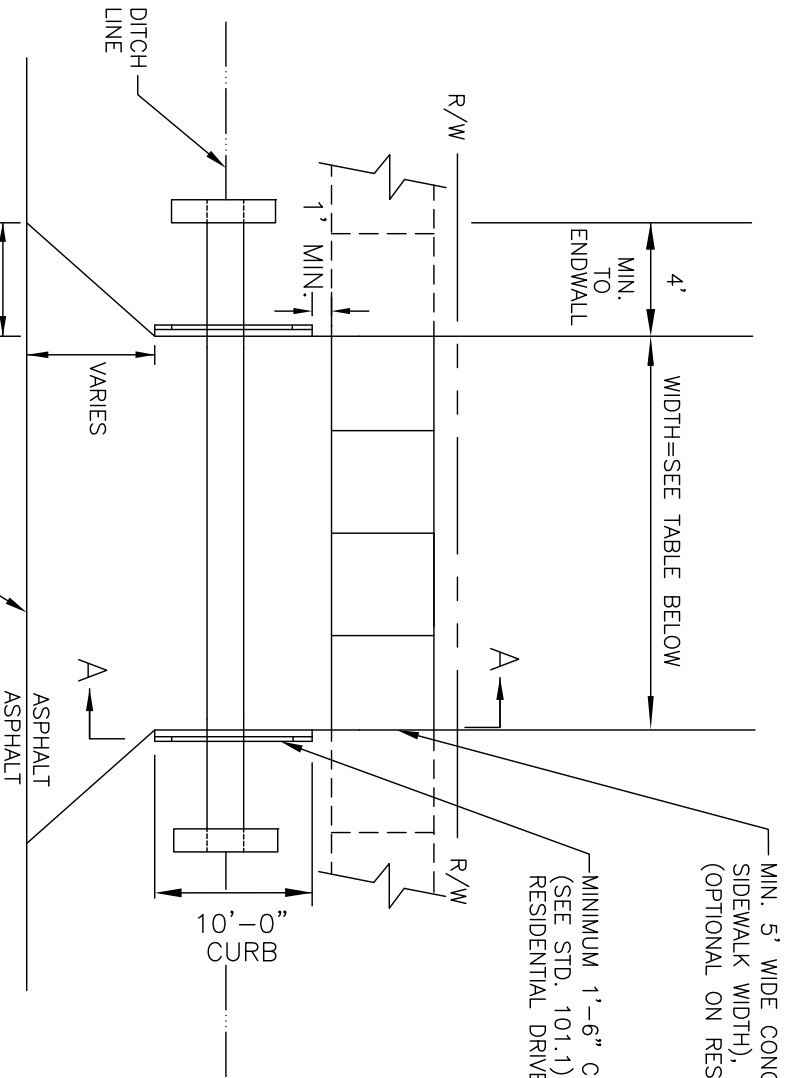 DITCH
LINE
R/W
4'
MIN.
TO
ENDWALL
WIDTH=SEE TABLE BELOW
1' MIN.
VARIES
A
A
ASPHALT
ASPHALT
10'-0"
CURB
R/W
MIN. 5' WIDE CONC
SIDEWALK WIDTH),
(OPTIONAL ON RES
MINIMUM 1'-6" C
(SEE STD. 101.1)
RESIDENTIAL DRIVE